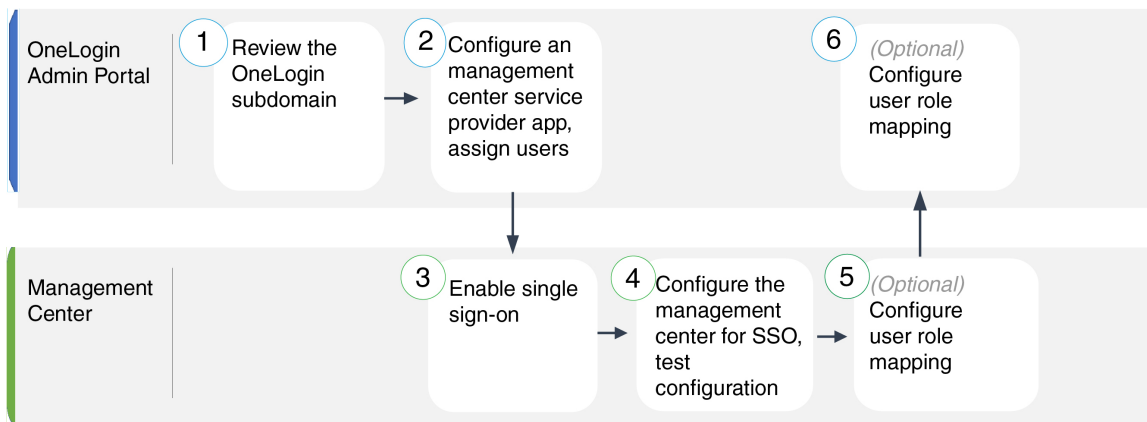 OneLogin
Admin Portal
1
Review the
OneLogin
subdomain
2
Configure an
management
center service
provider app,
assign users
6
(Optional)
Configure
user role
mapping
Management
Center
3
Enable single
sign-on
4
Configure the
management
center for SSO,
test
configuration
5
(Optional)
Configure
user role
mapping